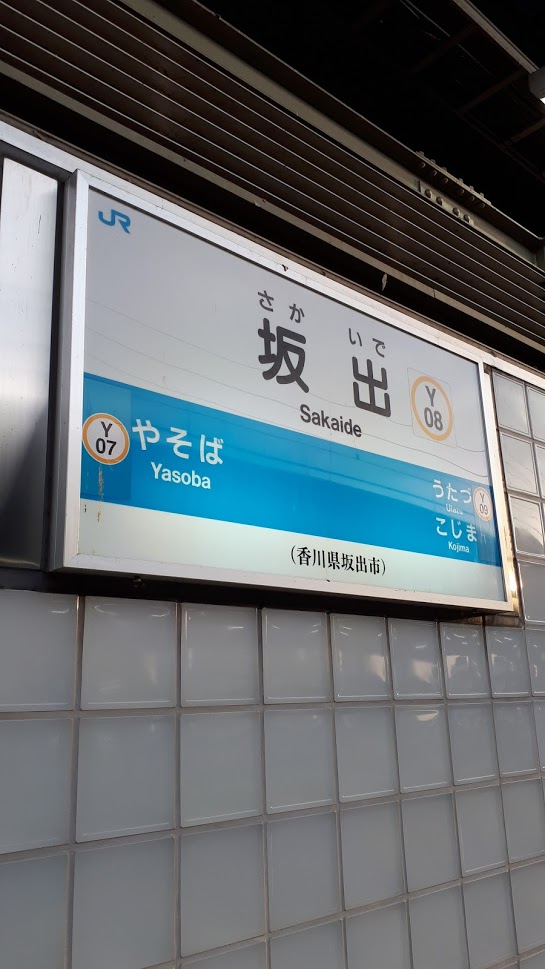 JR
さか いで
坂出
Sakaide
Y
08
Y
07
やそば
Yasoba
うたづ
Utazu
Y
09
こじま
Kojima
(香川県坂出市)